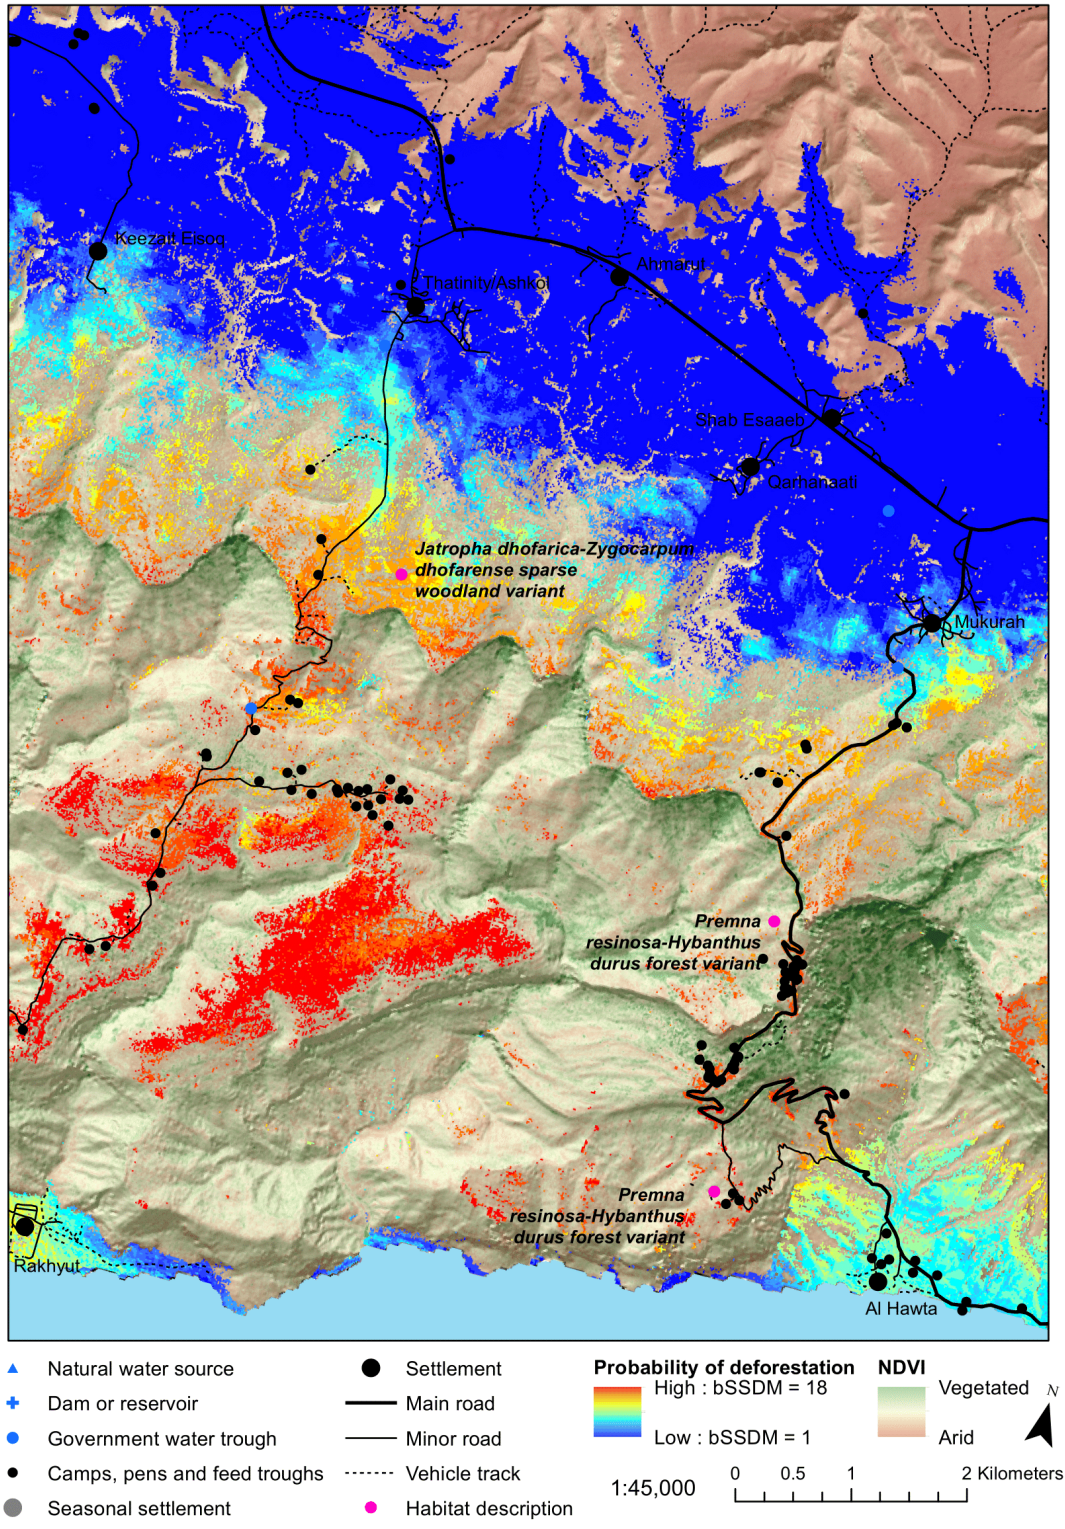 Keezait Eisoq
Thatinity/Ashkot
Ahmarut
Shab Esaaeb
Qarhanaati
Jatropha dhofarica-Zygocarpum
dhofarense sparse
woodland variant
Mukurah
Premna
resinosa-Hybanthus
durus forest variant
Premna
resinosa-Hybanthus
durus forest variant
Rakhyut
Al Hawta
Natural water source
Dam or reservoir
Government water trough
Camps, pens and feed troughs
Seasonal settlement
Settlement
Main road
Minor road
Vehicle track
Habitat description
Probability of deforestation
High : bSSDM = 18
Low : bSSDM = 1
1:45,000
NDVI
Vegetated
Arid
N
0 0.5 1 2 Kilometers